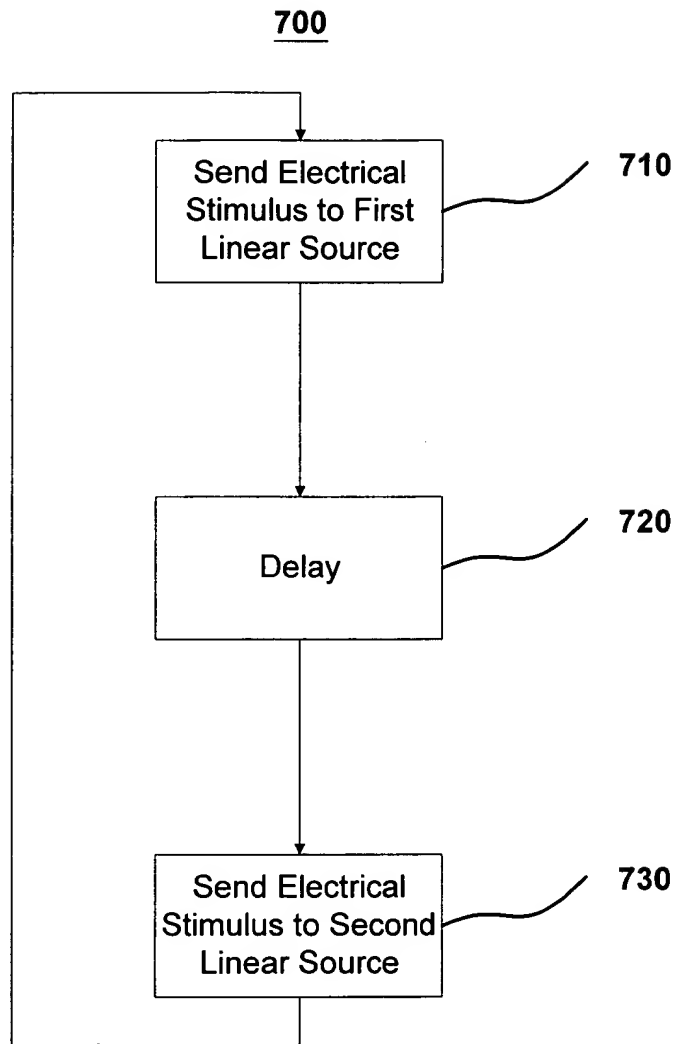 700
Send Electrical
Stimulus to First
Linear Source
710
Delay
720
Send Electrical
Stimulus to Second
Linear Source
730